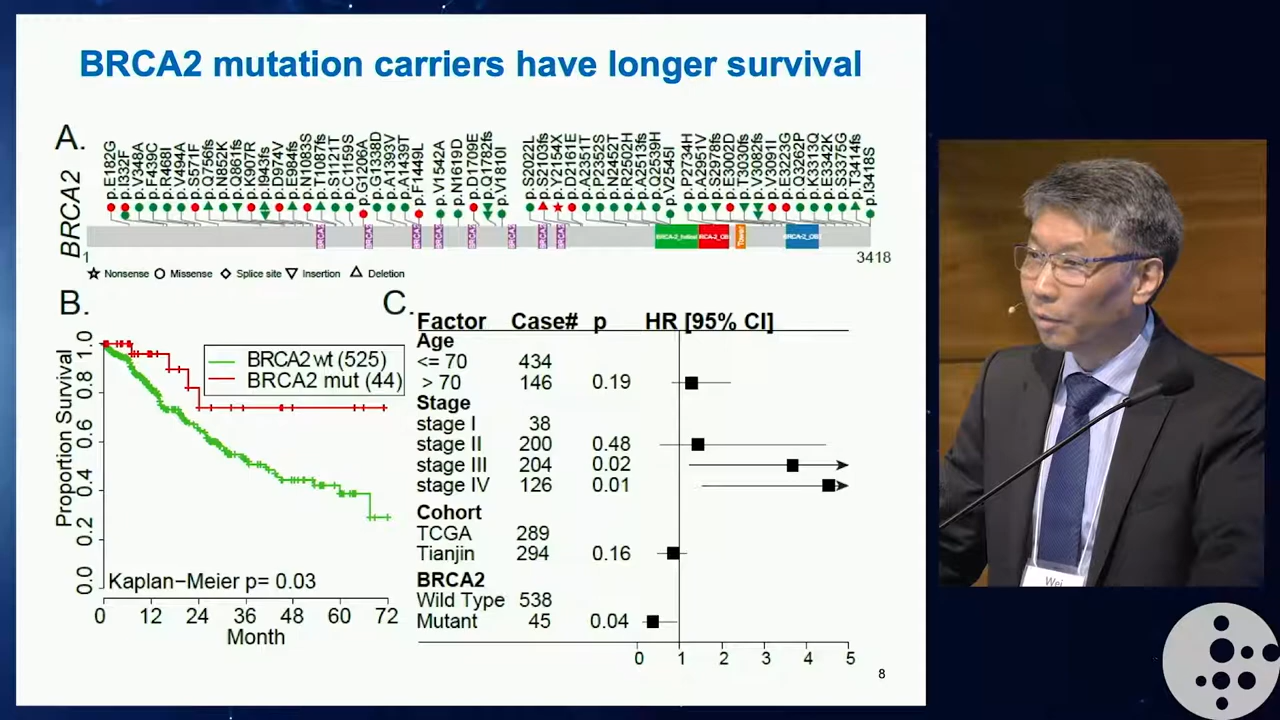 BRCA2 mutation carriers have longer survival
A.
BRCA2
p. E182G
p. I332F
p. V348A
p. F439C
p. R468I
p. V494A
p. S571F
p. Q756fs
p. N852K
p. Q861fs
p. K907R
p. I943fs
p. D974V
p. E984fs
p. N1083S
p. T1087fs
p. S1121T
p. C1159S
p. G1206A
p. G1338D
p. A1393V
p. A1439T
p. F1449L
p. V1542A
p. N1619D
p. D1709E
p. Q1782fs
p. V1810I
p. S2022L
p. S2103fs
p. Y2154X
p. D2161E
p. A2351T
p. P2352S
p. N2452T
p. R2502H
p. A2513fs
p. Q2539H
p. V2545I
p. P2734H
p. A2951V
p. S2978fs
p. E3002D
p. T3030fs
p. V3082fs
p. F3091I
p. E3223G
p. Q3262P
p. K3313Q
p. E3342K
p. T3414fs
p. I3418S
1
3418
Nonsense Missense Splice site Insertion Deletion
B.
Proportion Survival
1.0
0.8
0.6
0.4
0.2
0.0
BRCA2 wt (525)
BRCA2 mut (44)
Kaplan−Meier p= 0.03
0 12 24 36 48 60 72
Month
C.
Factor Case# p HR [95% CI]
Age
<= 70 434
> 70 146 0.19
Stage
stage I 38
stage II 200 0.48
stage III 204 0.02
stage IV 126 0.01
Cohort
TCGA 289
Tianjin 294 0.16
BRCA2
Wild Type 538
Mutant 45 0.04
0 1 2 3 4 5
8
Wei